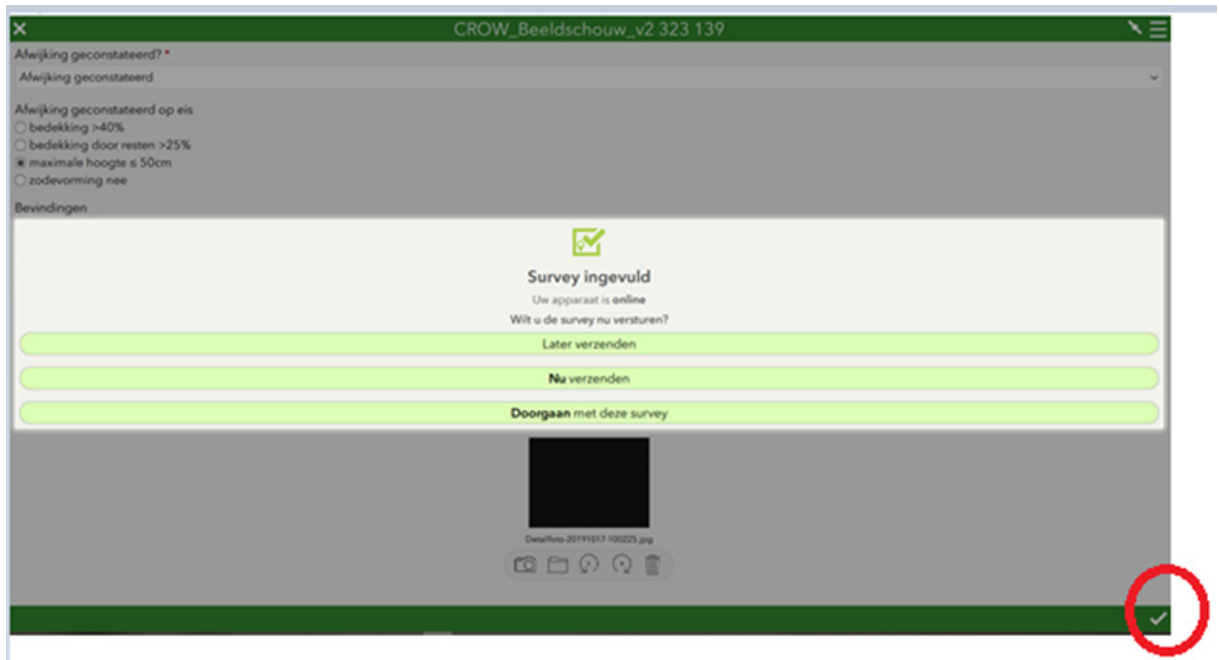 CROW_Beeldschouw_v2 323 139
Afwijking geconstateerd? *
Afwijking geconstateerd
Afwijking geconstateerd op eis
bedekking >40%
bedekking door resten >25%
maximale hoogte ≤ 50cm
zodevorming nee
Bevindingen
Survey ingevuld
Uw apparaat is online
Wilt u de survey nu versturen?
Later verzenden
Nu verzenden
Doorgaan met deze survey
Detailfoto-20191017-100225.jpg